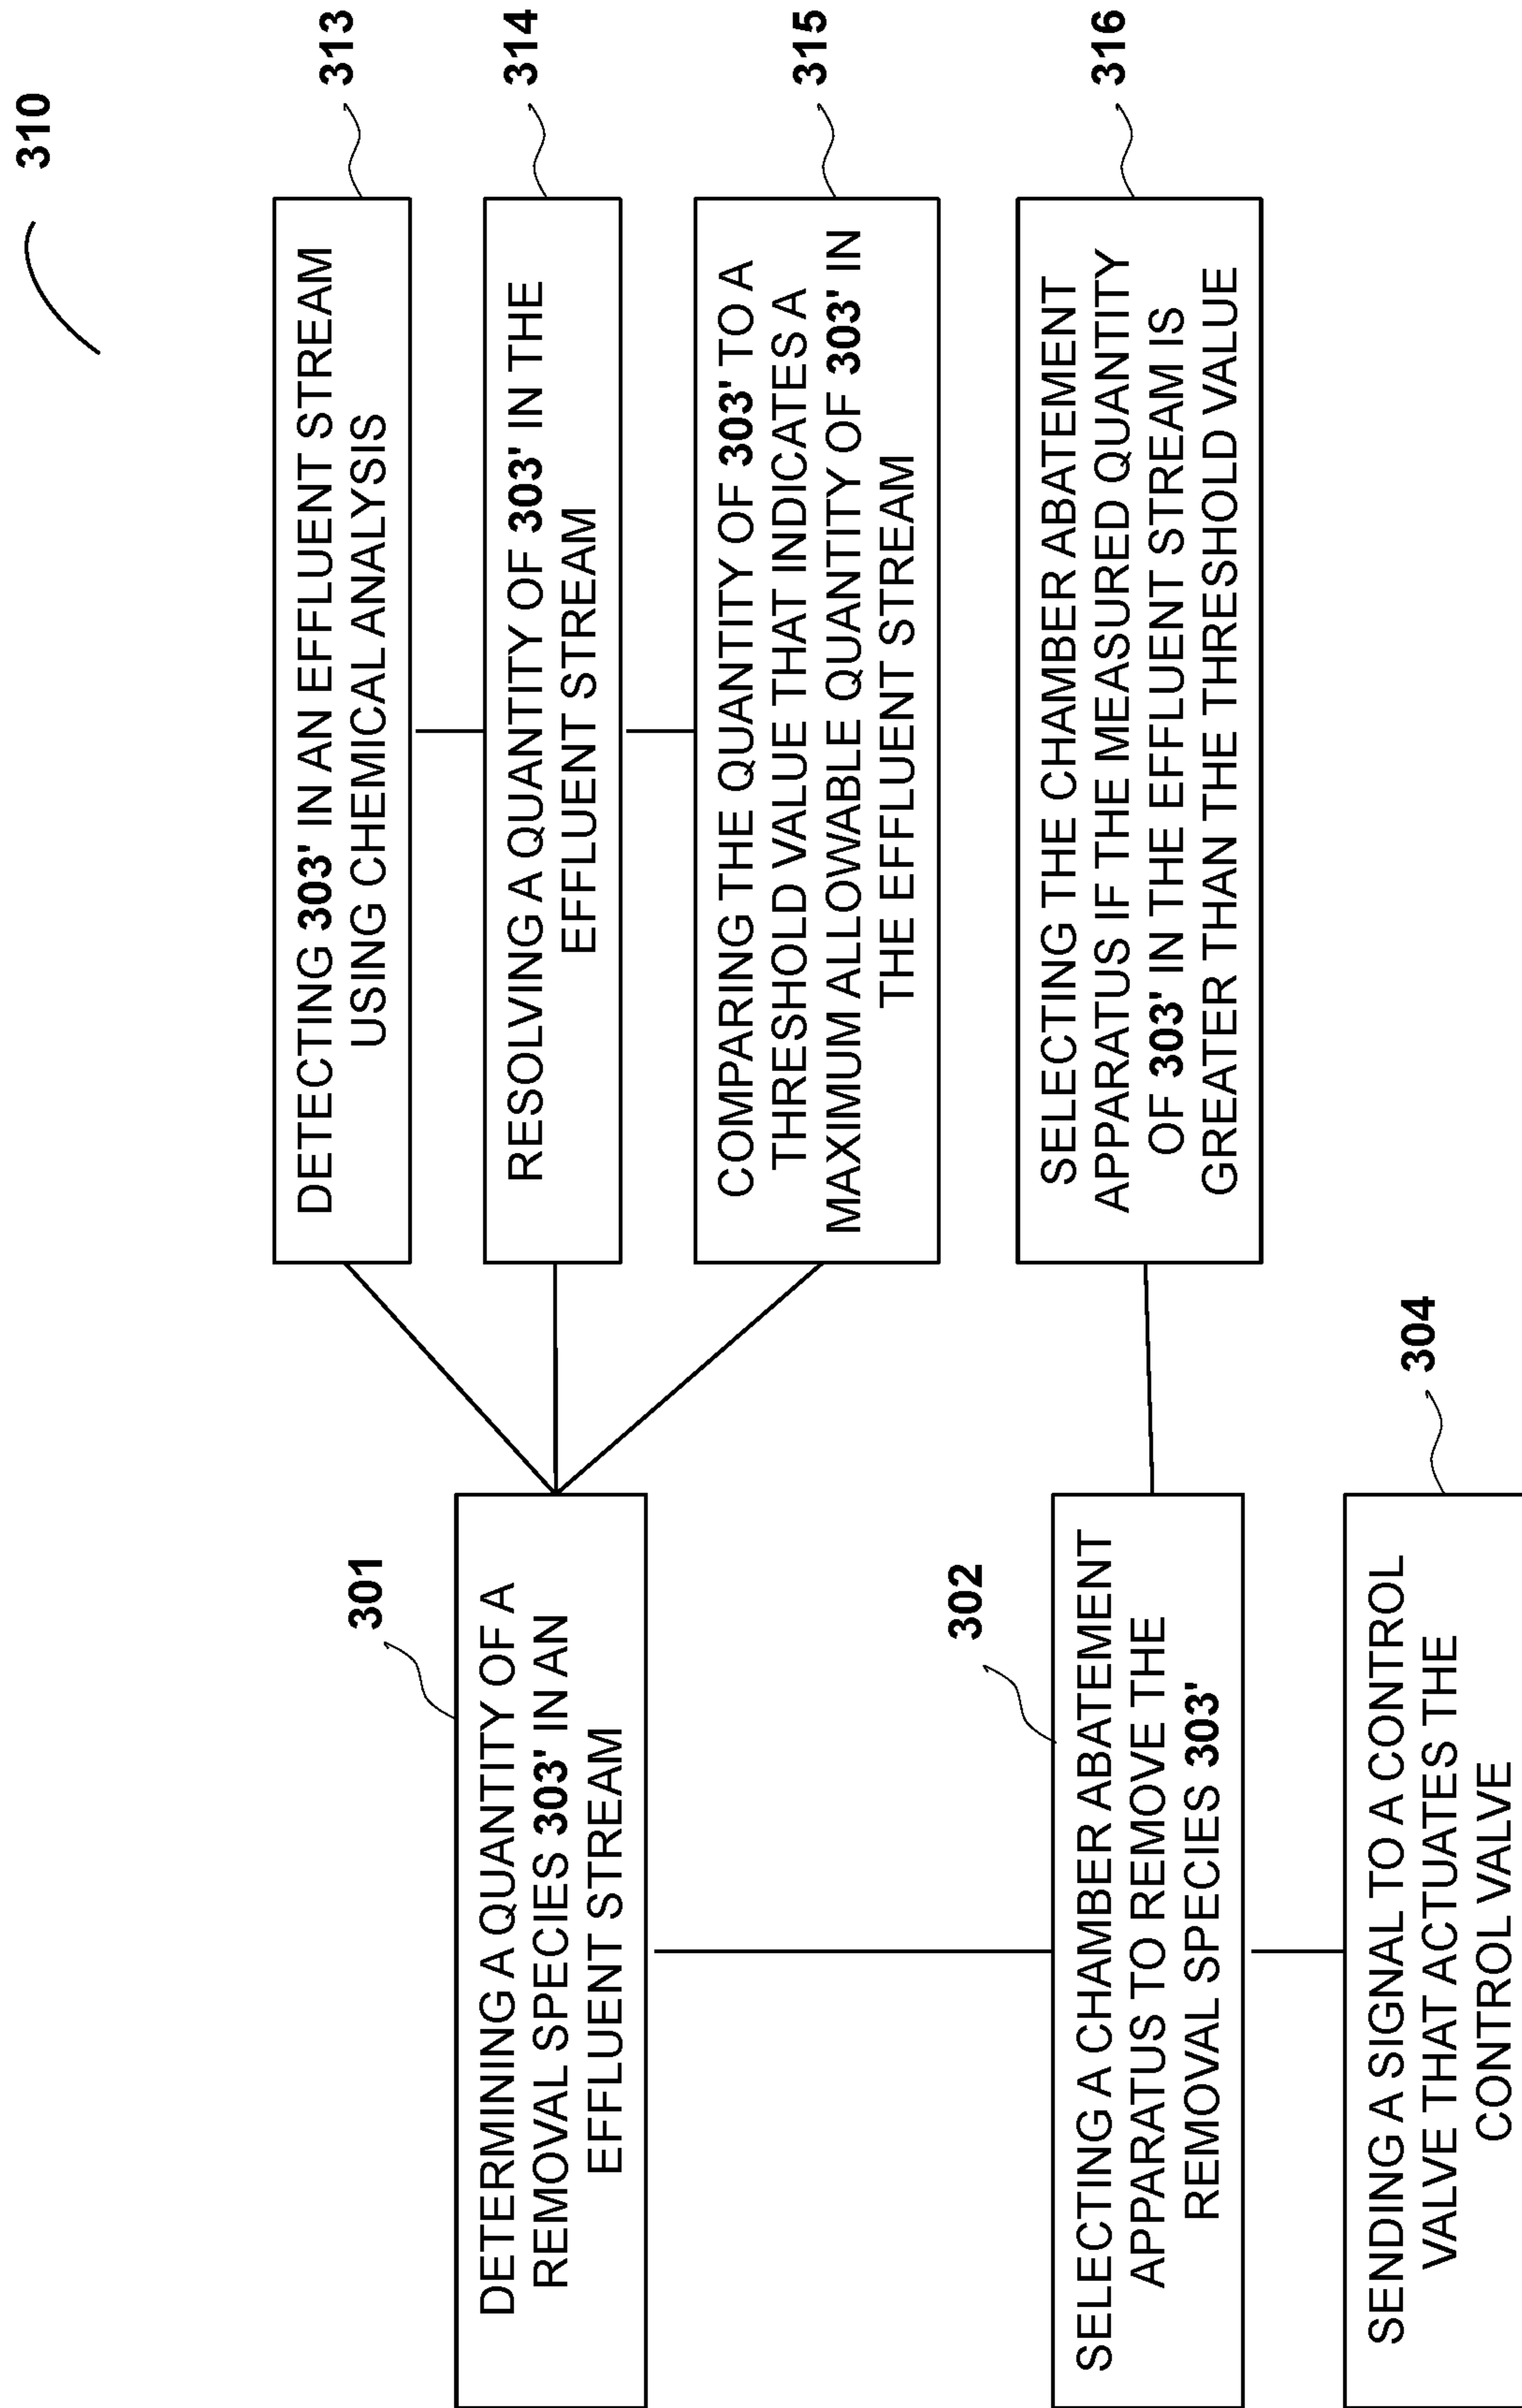 310
301
DETERMINING A QUANTITY OF A
REMOVAL SPECIES 303' IN AN
EFFLUENT STREAM
313
DETECTING 303' IN AN EFFLUENT STREAM
USING CHEMICAL ANALYSIS
314
RESOLVING A QUANTITY OF 303' IN THE
EFFLUENT STREAM
315
COMPARING THE QUANTITY OF 303' TO A
THRESHOLD VALUE THAT INDICATES A
MAXIMUM ALLOWABLE QUANTITY OF 303' IN
THE EFFLUENT STREAM
302
SELECTING A CHAMBER ABATEMENT
APPARATUS TO REMOVE THE
REMOVAL SPECIES 303'
316
SELECTING THE CHAMBER ABATEMENT
APPARATUS IF THE MEASURED QUANTITY
OF 303' IN THE EFFLUENT STREAM IS
GREATER THAN THE THRESHOLD VALUE
304
SENDING A SIGNAL TO A CONTROL
VALVE THAT ACTUATES THE
CONTROL VALVE